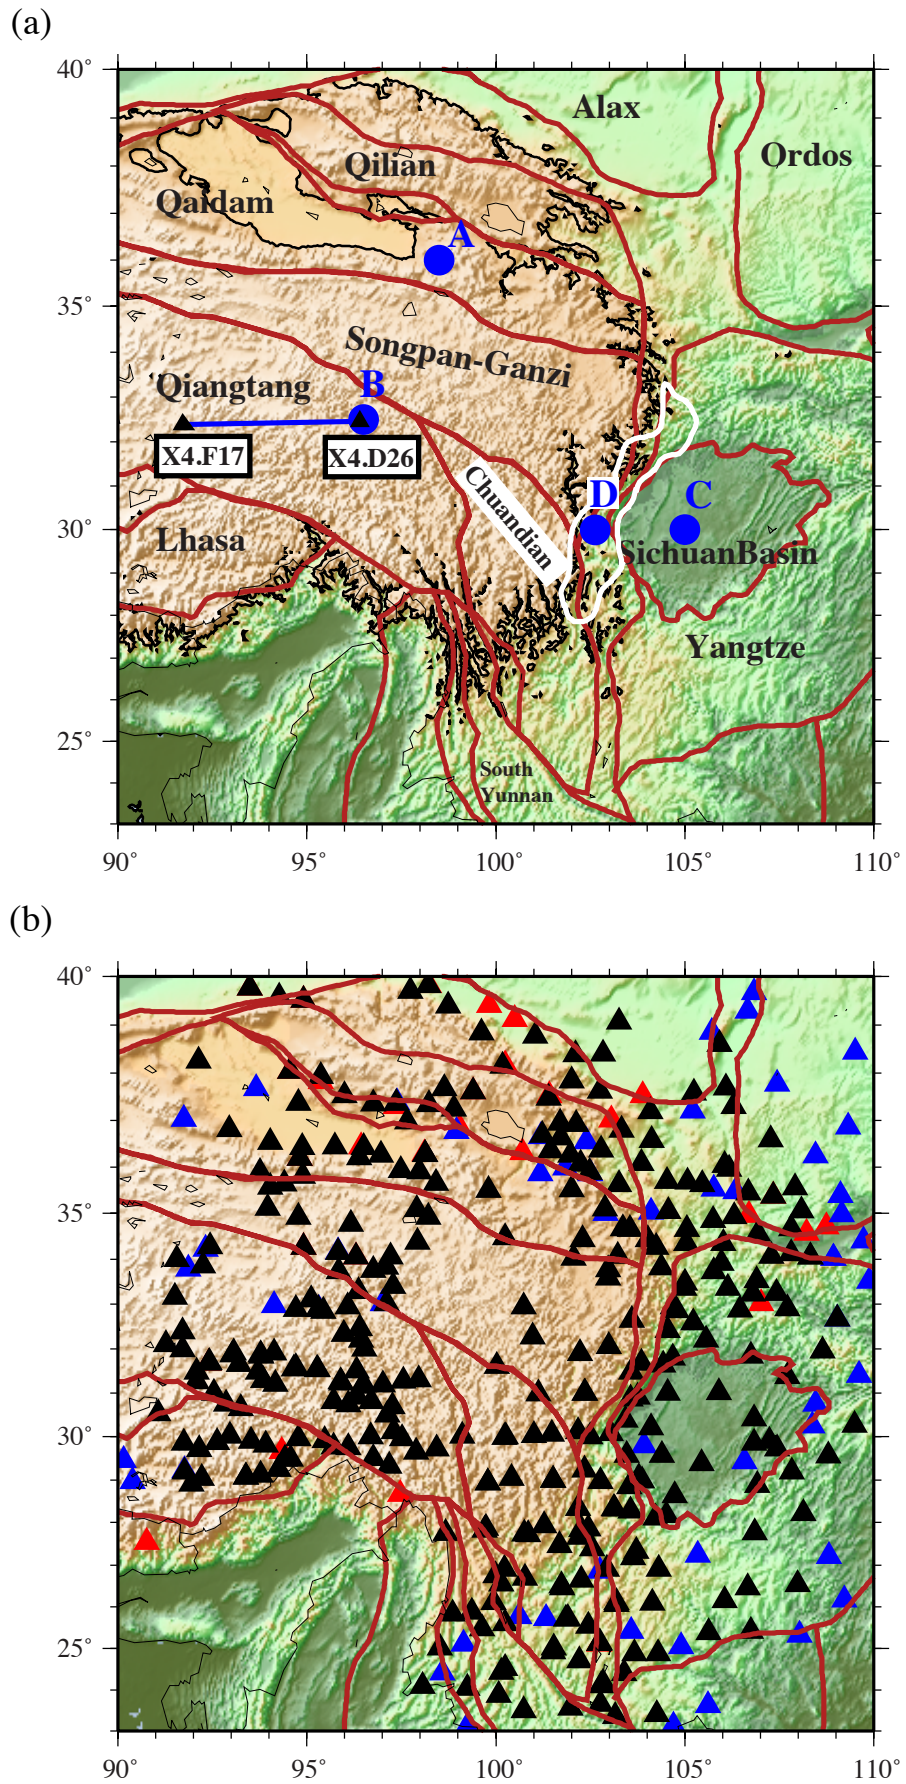 (a)
40°
Alax
Ordos
Qilian
Qaidam
A
35°
Songpan-Ganzi
Qiangtang
B
X4.F17
X4.D26
Chuandian
D
C
30°
Lhasa
SichuanBasin
Yangtze
25°
South
Yunnan
90°
95°
100°
105°
110°
(b)
40°
35°
30°
25°
90°
95°
100°
105°
110°